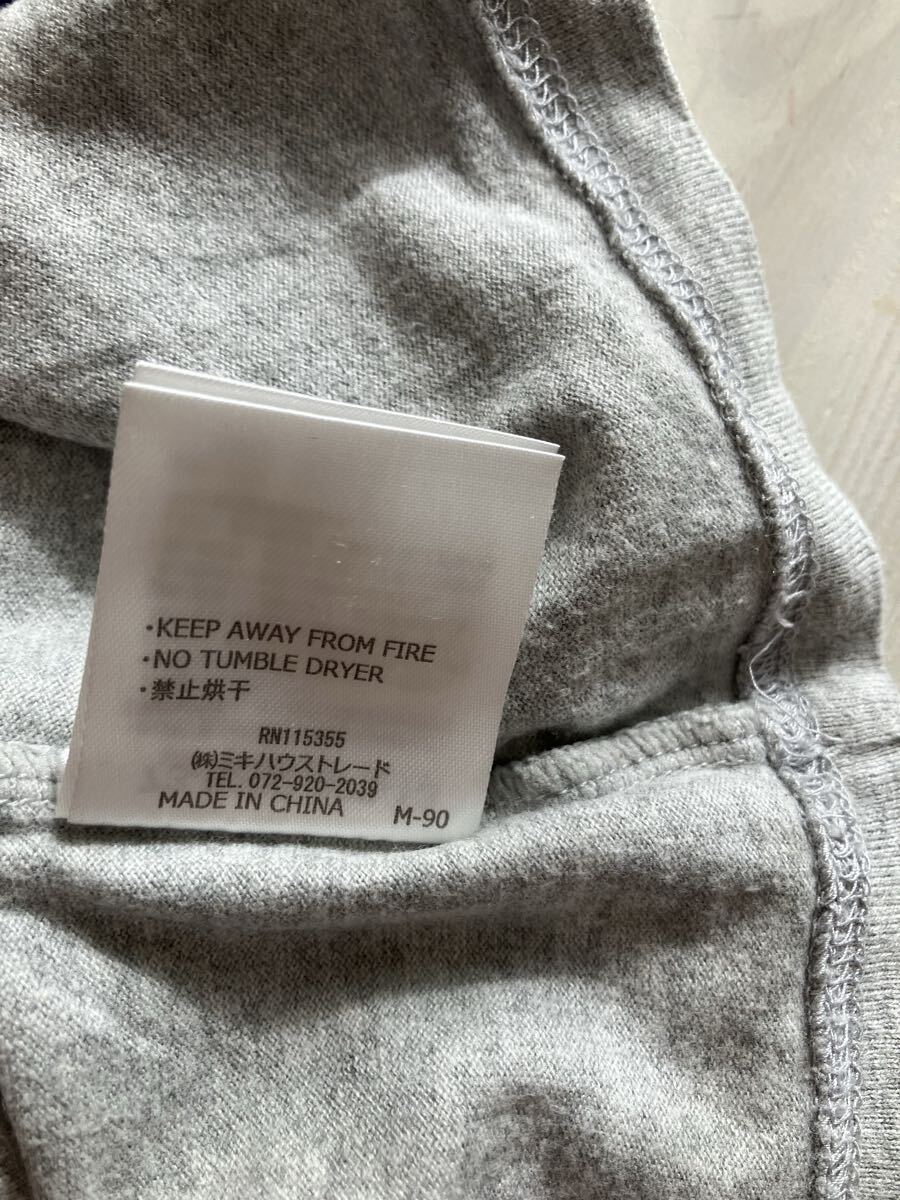 ・KEEP AWAY FROM FIRE
・NO TUMBLE DRYER
・禁止烘干
RN115355
㈱ミキハウストレード
TEL. 072-920-2039
MADE IN CHINA M-90